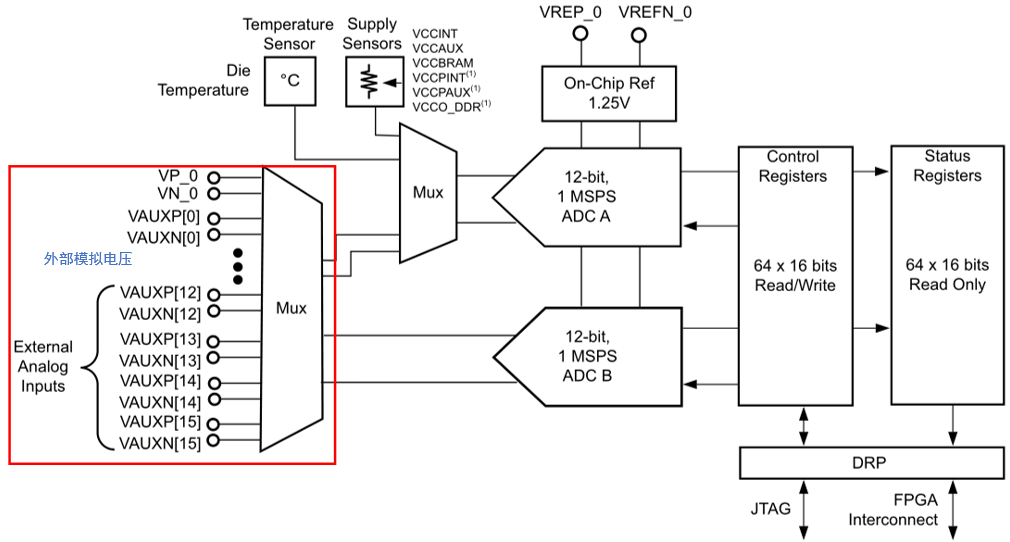 VREP_0 VREFN_0
Temperature
Sensor
Supply
Sensors
VCCINT
VCCAUX
VCCBRAM
VCCPINT(1)
VCCPAUX(1)
VCCO_DDR(1)
Die
Temperature
°C
On-Chip Ref
1.25V
VP_0
VN_0
VAUXP[0]
VAUXN[0]
外部模拟电压
VAUXP[12]
VAUXN[12]
VAUXP[13]
VAUXN[13]
VAUXP[14]
VAUXN[14]
VAUXP[15]
VAUXN[15]
External
Analog
Inputs
Mux
Mux
12-bit,
1 MSPS
ADC A
12-bit,
1 MSPS
ADC B
Control
Registers
64 x 16 bits
Read/Write
Status
Registers
64 x 16 bits
Read Only
DRP
JTAG
FPGA
Interconnect